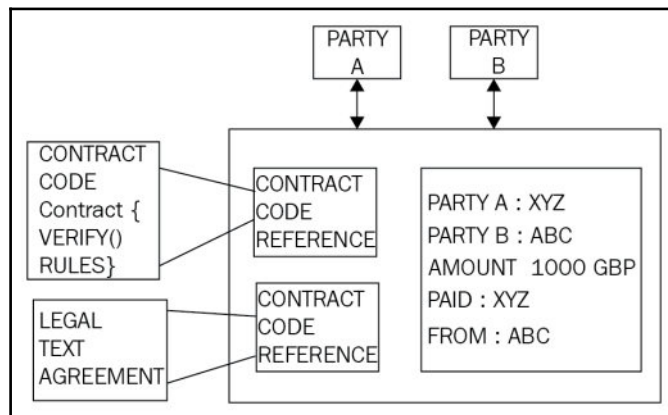 PARTY
A
PARTY
B
CONTRACT
CODE
Contract {
VERIFY()
RULES}
CONTRACT
CODE
REFERENCE
PARTY A : XYZ
PARTY B : ABC
AMOUNT 1000 GBP
PAID : XYZ
FROM : ABC
LEGAL
TEXT
AGREEMENT
CONTRACT
CODE
REFERENCE